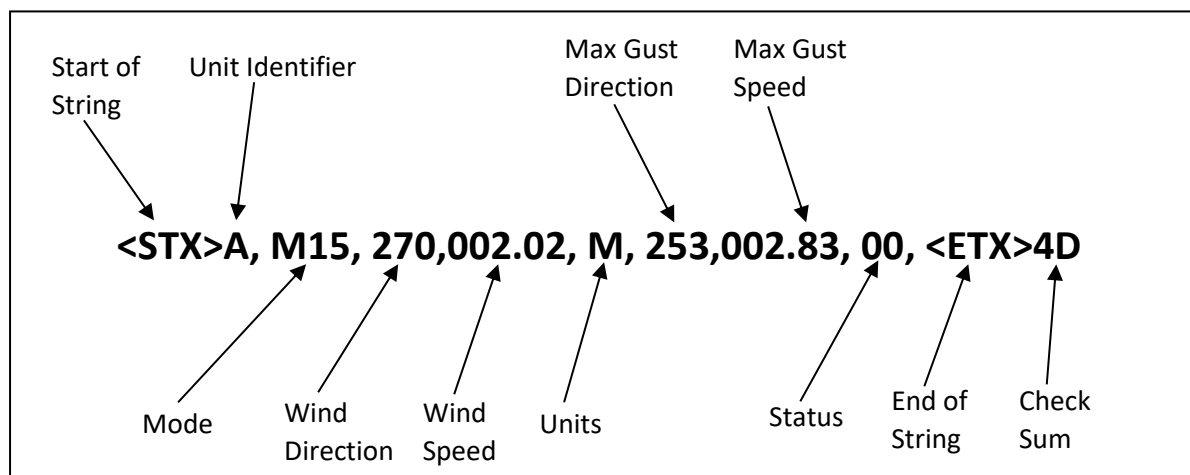 Start of
String
Unit Identifier
Max Gust
Direction
Max Gust
Speed
<STX>A, M15, 270,002.02, M, 253,002.83, 00, <ETX>4D
Mode
Wind
Direction
Wind
Speed
Units
Status
End of
String
Check
Sum